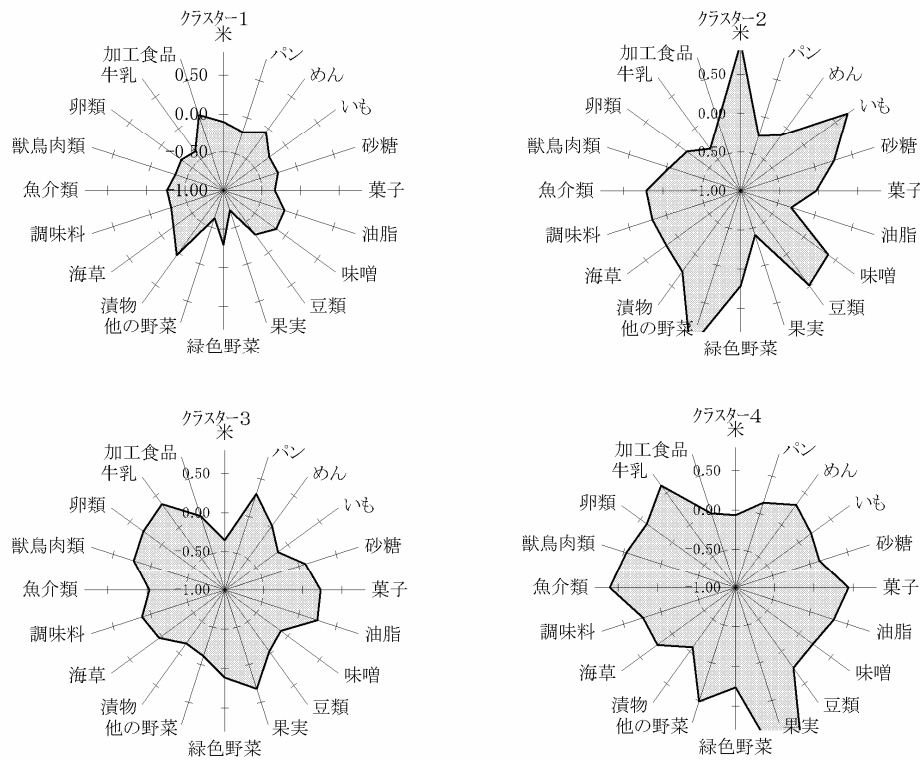 クラスター1
米
パン
めん
いも
砂糖
菓子
油脂
味噌
豆類
果実
緑色野菜
他の野菜
漬物
海草
調味料
魚介類
獣鳥肉類
卵類
牛乳
加工食品
0.50
0.00
-0.50
-1.00
クラスター2
米
パン
めん
いも
砂糖
菓子
油脂
味噌
豆類
果実
緑色野菜
他の野菜
漬物
海草
調味料
魚介類
獣鳥肉類
卵類
牛乳
加工食品
0.50
0.00
-0.50
-1.00
クラスター3
米
パン
めん
いも
砂糖
菓子
油脂
味噌
豆類
果実
緑色野菜
他の野菜
漬物
海草
調味料
魚介類
獣鳥肉類
卵類
牛乳
加工食品
0.50
0.00
-0.50
-1.00
クラスター4
米
パン
めん
いも
砂糖
菓子
油脂
味噌
豆類
果実
緑色野菜
他の野菜
漬物
海草
調味料
魚介類
獣鳥肉類
卵類
牛乳
加工食品
0.50
0.00
-0.50
-1.00